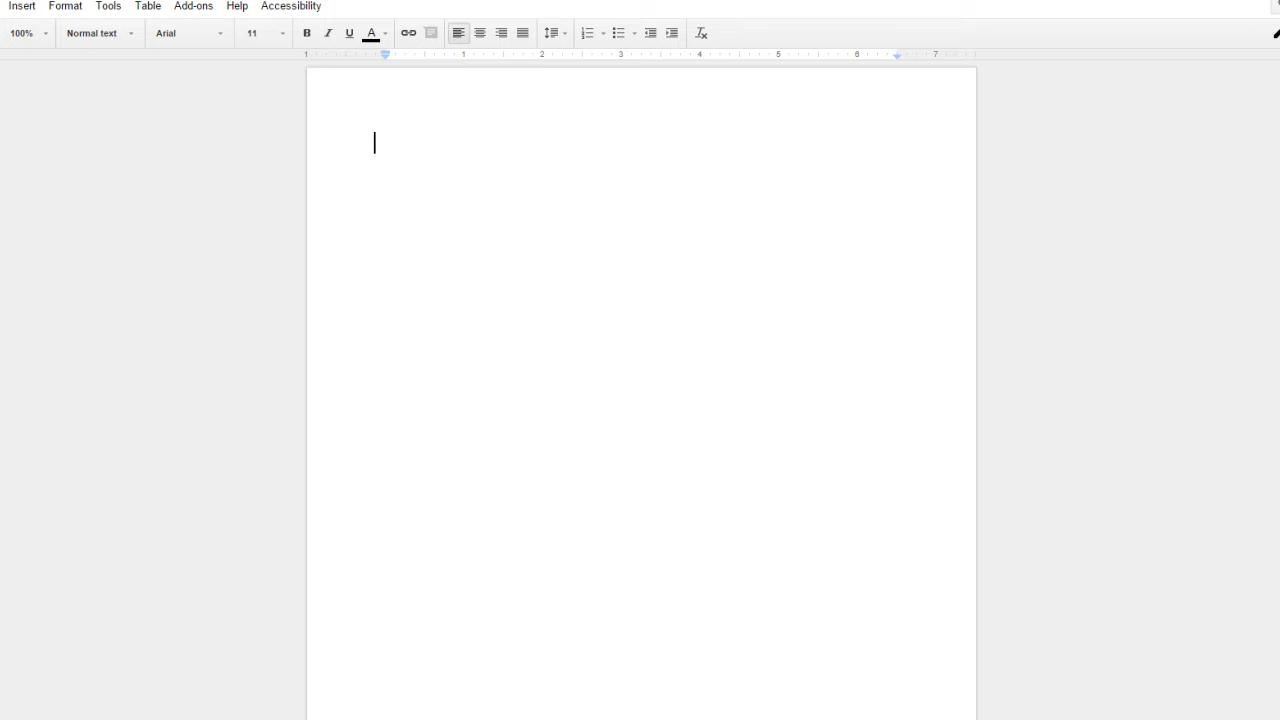 Insert Format Tools Table Add-ons Help Accessibility
100% Normal text Arial 11 B I U A
1 1 2 3 4 5 6 7